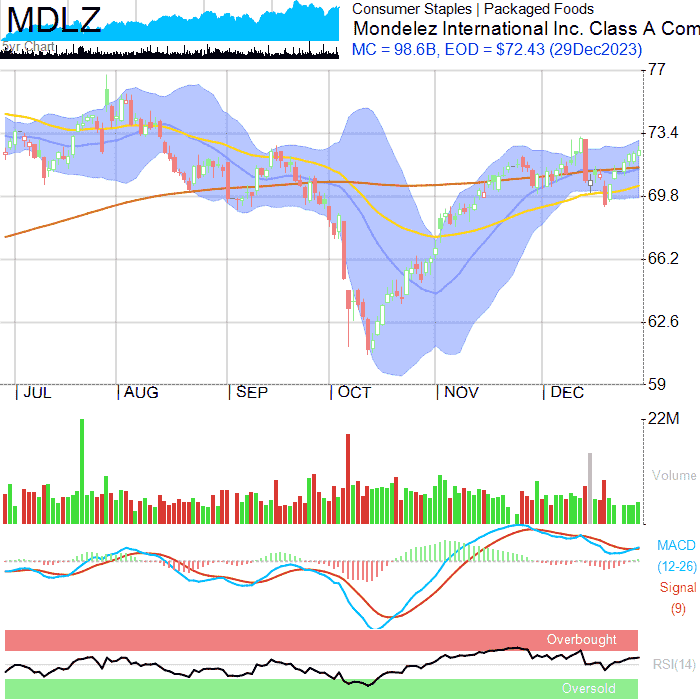 MDLZ
5yr Chart
Consumer Staples | Packaged Foods
Mondelez International Inc. Class A Com
MC = 98.6B, EOD = $72.43 (29Dec2023)
77
73.4
69.8
66.2
62.6
59
JUL
AUG
SEP
OCT
NOV
DEC
22M
Volume
MACD
(12-26)
Signal
(9)
Overbought
RSI(14)
Oversold